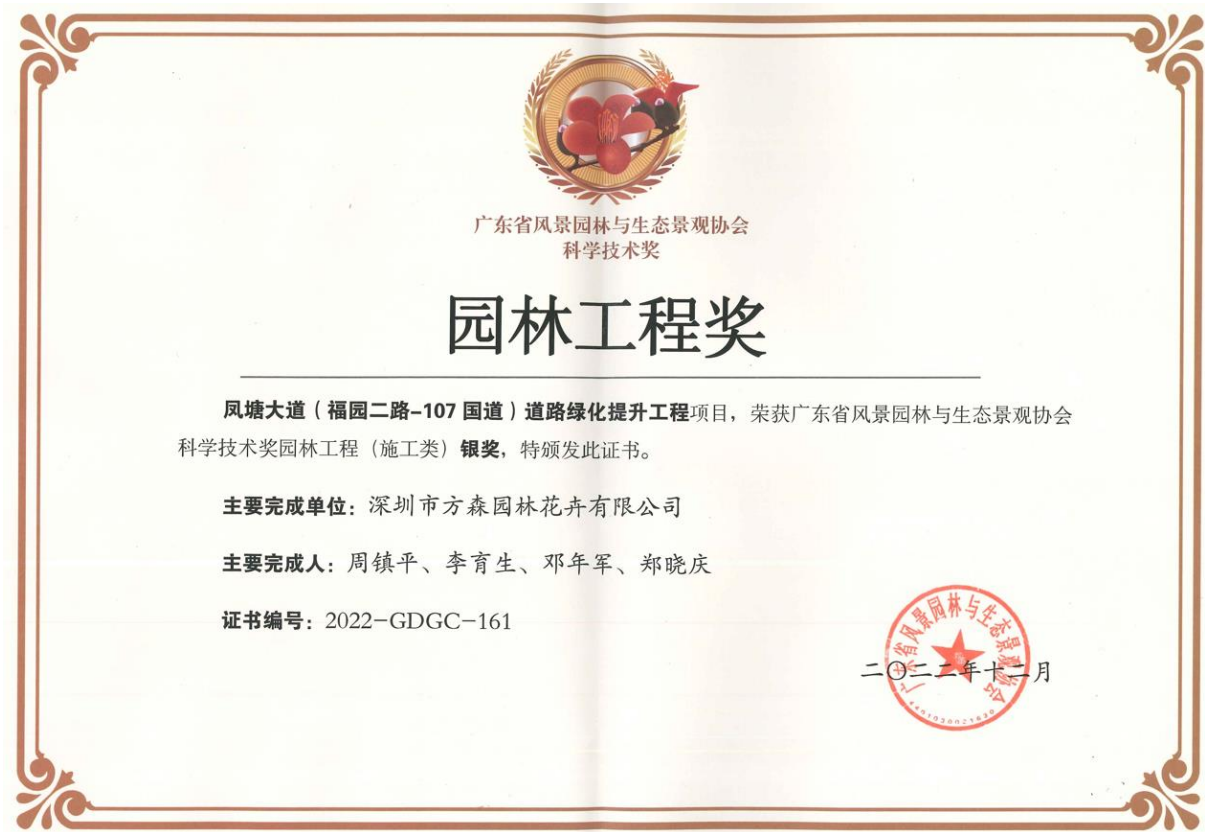 广东省风景园林与生态景观协会
科学技术奖
园林工程奖
凤塘大道（福园二路–107 国道）道路绿化提升工程项目，荣获广东省风景园林与生态景观协会
科学技术奖园林工程（施工类）银奖，特颁发此证书。
主要完成单位：深圳市方森园林花卉有限公司
主要完成人：周镇平、李育生、邓年军、郑晓庆
证书编号：2022-GDGC-161
广东省风景园林与生态景观协会
二〇二二年十二月